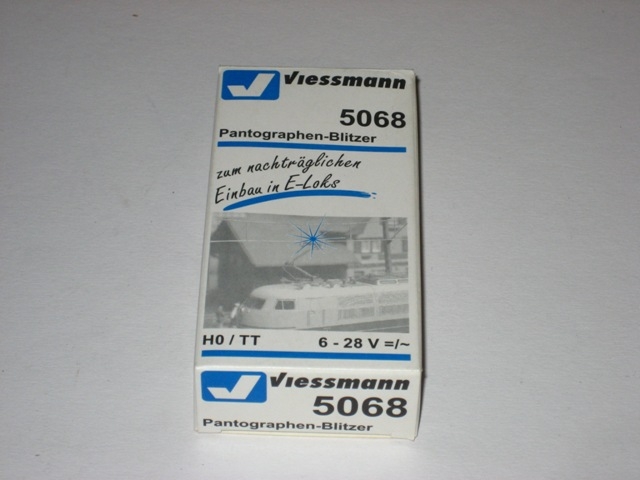 Viessmann
5068
Pantographen-Blitzer
zum nachträglichen
Einbau in E-Loks
H0 / TT 6 - 28 V =/~
Viessmann
5068
Pantographen-Blitzer